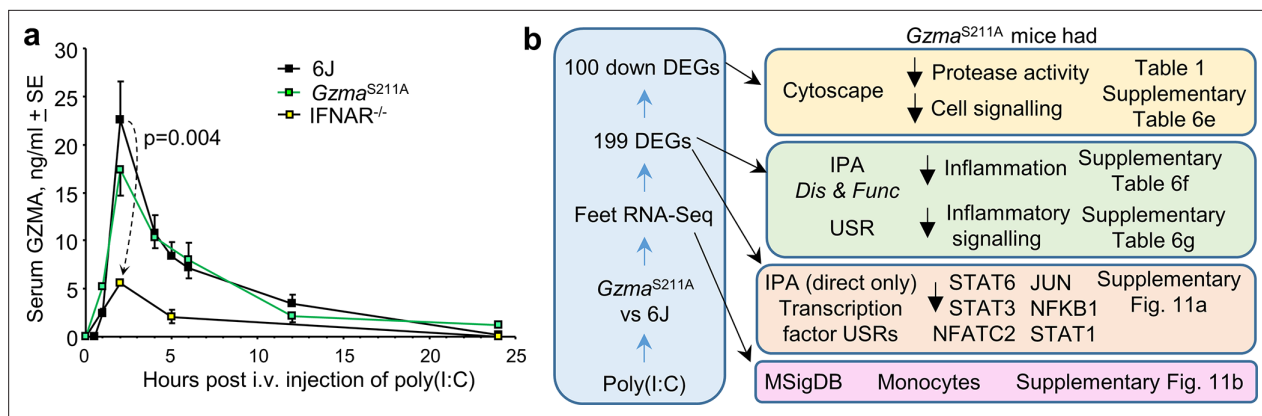 a
30
25
20
15
10
5
0
Serum GZMA, ng/ml ± SE
6J
GzmaS211A
IFNAR-/-
p=0.004
0 5 10 15 20 25
Hours post i.v. injection of poly(I:C)
b
100 down DEGs
199 DEGs
Feet RNA-Seq
GzmaS211A
vs 6J
Poly(I:C)
GzmaS211A mice had
Cytoscape
Protease activity
Cell signalling
Table 1
Supplementary
Table 6e
IPA
Dis & Func
Inflammation
Supplementary
Table 6f
USR
Inflammatory
signalling
Supplementary
Table 6g
IPA (direct only)
Transcription
factor USRs
STAT6 JUN
STAT3 NFKB1
NFATC2 STAT1
Supplementary
Fig. 11a
MSigDB Monocytes Supplementary Fig. 11b